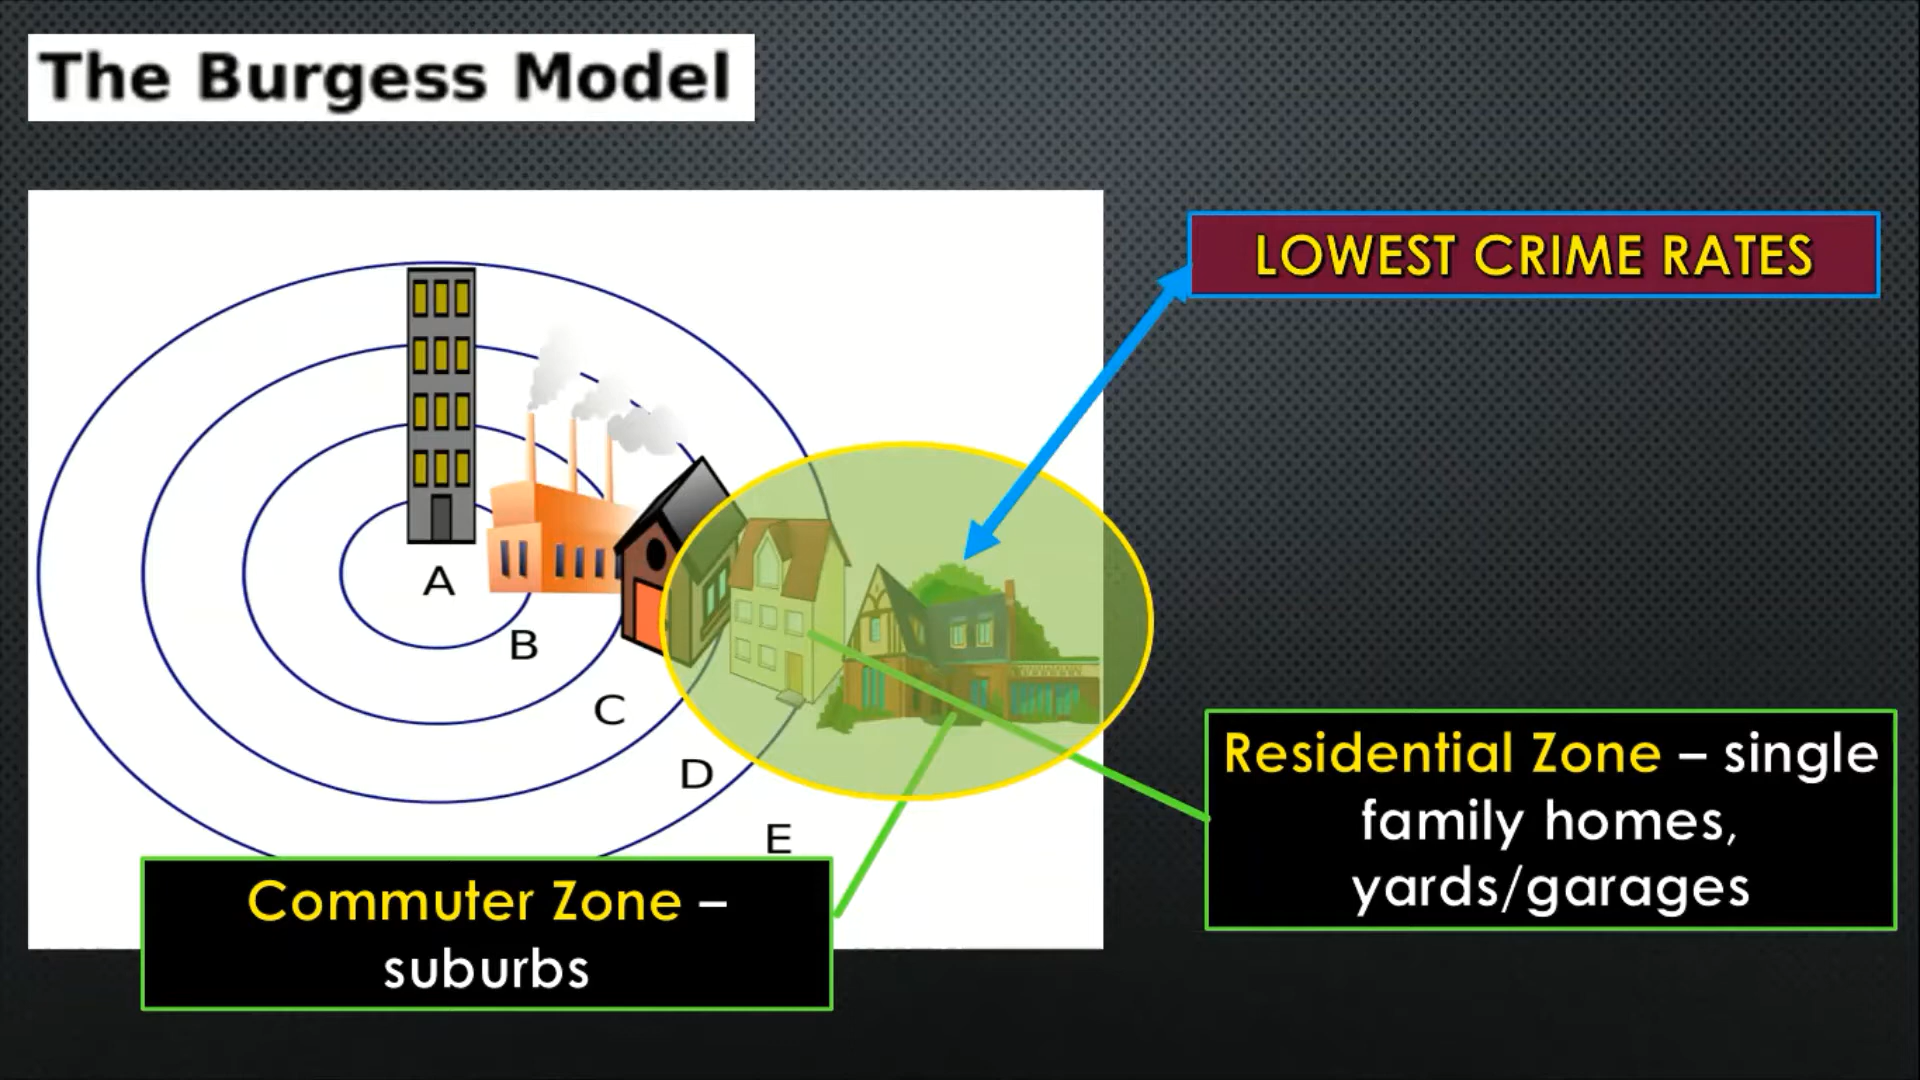 The Burgess Model
LOWEST CRIME RATES
A
B
C
D
E
Residential Zone – single
family homes,
yards/garages
Commuter Zone –
suburbs